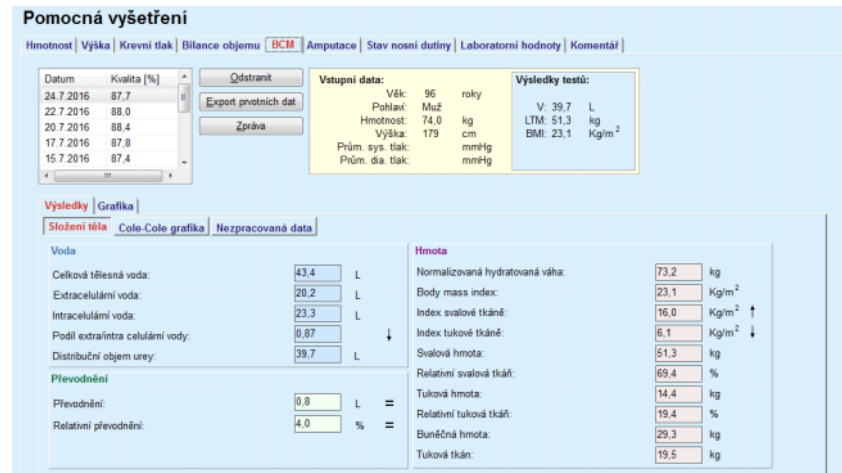 Pomocná vyšetření
Hmotnost Výška Krevní tlak Bilance objemu BCM Amputace Stav nosní dutiny Laboratorní hodnoty Komentář
Datum Kvalita [%]
24.7.2016 87,7
22.7.2016 88,0
20.7.2016 88,4
17.7.2016 87,8
15.7.2016 87,4
Odstranit
Export prvotních dat
Zpráva
Vstupní data:
Věk: 96 roky
Pohlaví: Muž
Hmotnost: 74,0 kg
Výška: 179 cm
Prům. sys. tlak: mmHg
Prům. dia. tlak: mmHg
Výsledky testů:
V: 39,7 L
LTM: 51,3 kg
BMI: 23,1 Kg/m²
Výsledky Grafika
Složení těla Cole-Cole grafika Nezpracovaná data
Voda
Celková tělesná voda: 43,4 L
Extracelulární voda: 20,2 L
Intracelulámí voda: 23,3 L
Podíl extra/intra celulární vody: 0,87 ↓
Distribuční objem urey: 39,7 L
Převodnění
Převodnění: 0,8 L =
Relativní převodnění: 4,0 % =
Hmota
Normalizovaná hydratovaná váha: 73,2 kg
Body mass index: 23,1 Kg/m²
Index svalové tkáně: 16,0 Kg/m² ↑
Index tukové tkáně: 6,1 Kg/m² ↓
Svalová hmota: 51,3 kg
Relativní svalová tkáň: 69,4 %
Tuková hmota: 14,4 kg
Relativní tuková tkáň: 19,4 %
Buněčná hmota: 29,3 kg
Tuková tkán: 19,5 kg